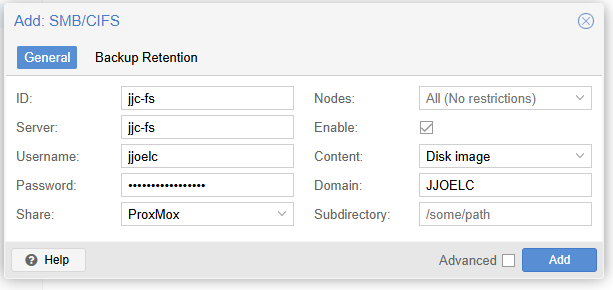 Add: SMB/CIFS
General Backup Retention
ID: jjc-fs Nodes: All (No restrictions)
Server: jjc-fs Enable:
Username: jjoelc Content: Disk image
Password: ••••••••••••••••• Domain: JJOELC
Share: ProxMox Subdirectory: /some/path
? Help Advanced Add